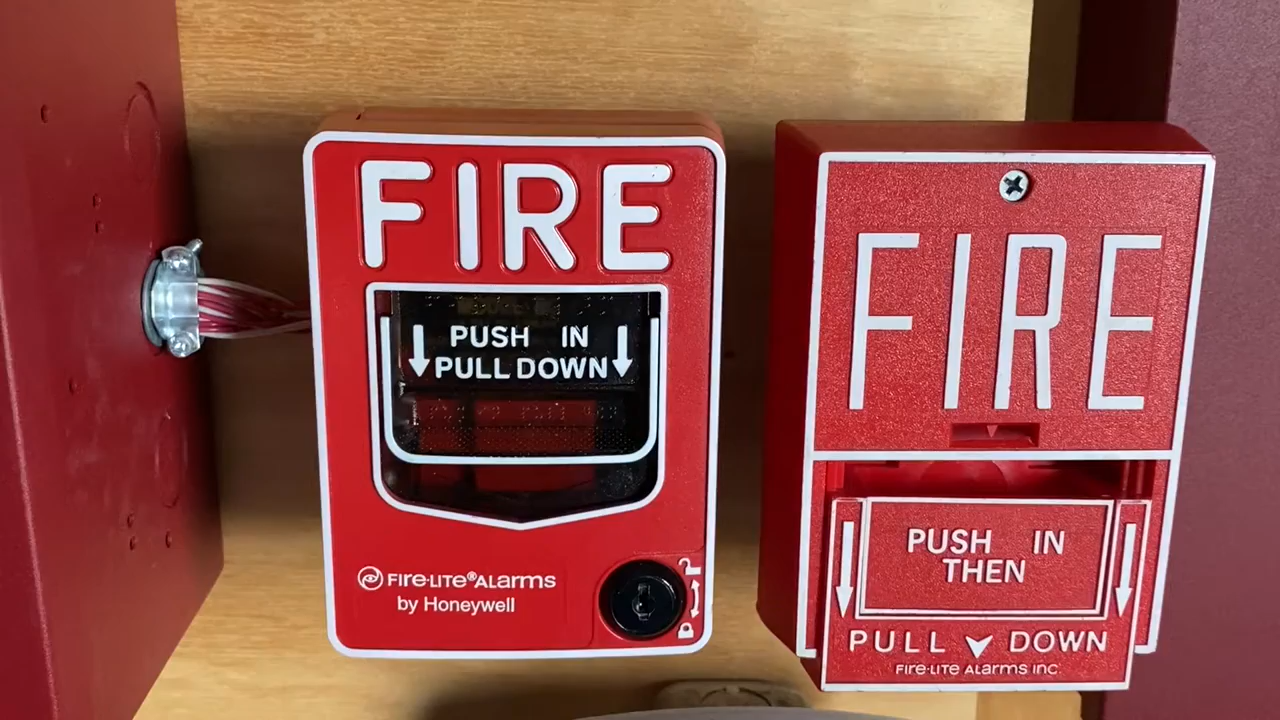 FIRE
PUSH IN
PULL DOWN
FIRE-LITE® ALARMS
by Honeywell
FIRE
PUSH IN
THEN
PULL DOWN
FIRE-LITE ALARMS INC.